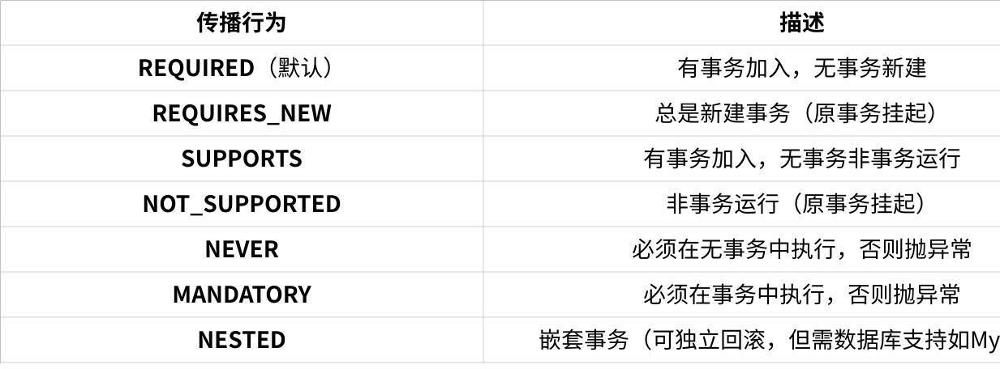 传播行为 描述
REQUIRED（默认） 有事务加入，无事务新建
REQUIRES_NEW 总是新建事务（原事务挂起）
SUPPORTS 有事务加入，无事务非事务运行
NOT_SUPPORTED 非事务运行（原事务挂起）
NEVER 必须在无事务中执行，否则抛异常
MANDATORY 必须在事务中执行，否则抛异常
NESTED 嵌套事务（可独立回滚，但需数据库支持如My